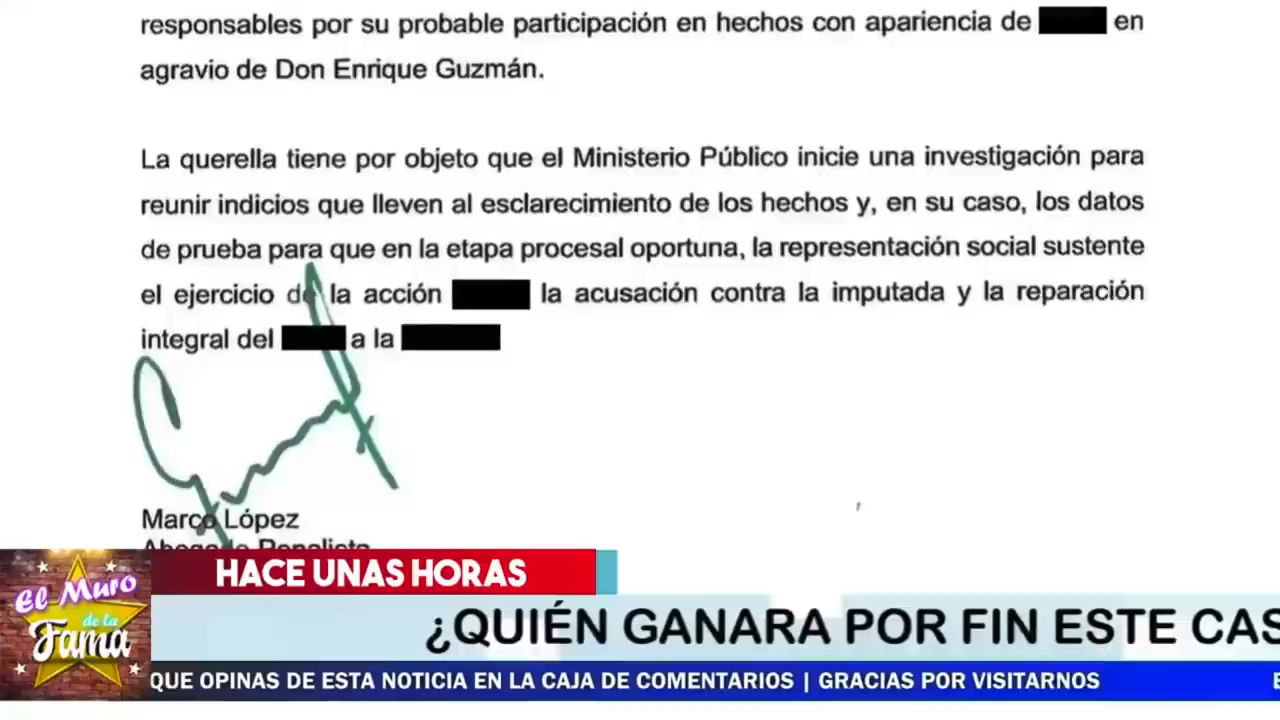 responsables por su probable participación en hechos con apariencia de en
agravio de Don Enrique Guzmán.
La querella tiene por objeto que el Ministerio Público inicie una investigación para
reunir indicios que lleven al esclarecimiento de los hechos y, en su caso, los datos
de prueba para que en la etapa procesal oportuna, la representación social sustente
el ejercicio de la acción la acusación contra la imputada y la reparación
integral del a la
Marco López
Abogado Penalista
HACE UNAS HORAS
El Muro
de la
Fama
¿QUIÉN GANARA POR FIN ESTE CAS
QUE OPINAS DE ESTA NOTICIA EN LA CAJA DE COMENTARIOS | GRACIAS POR VISITARNOS